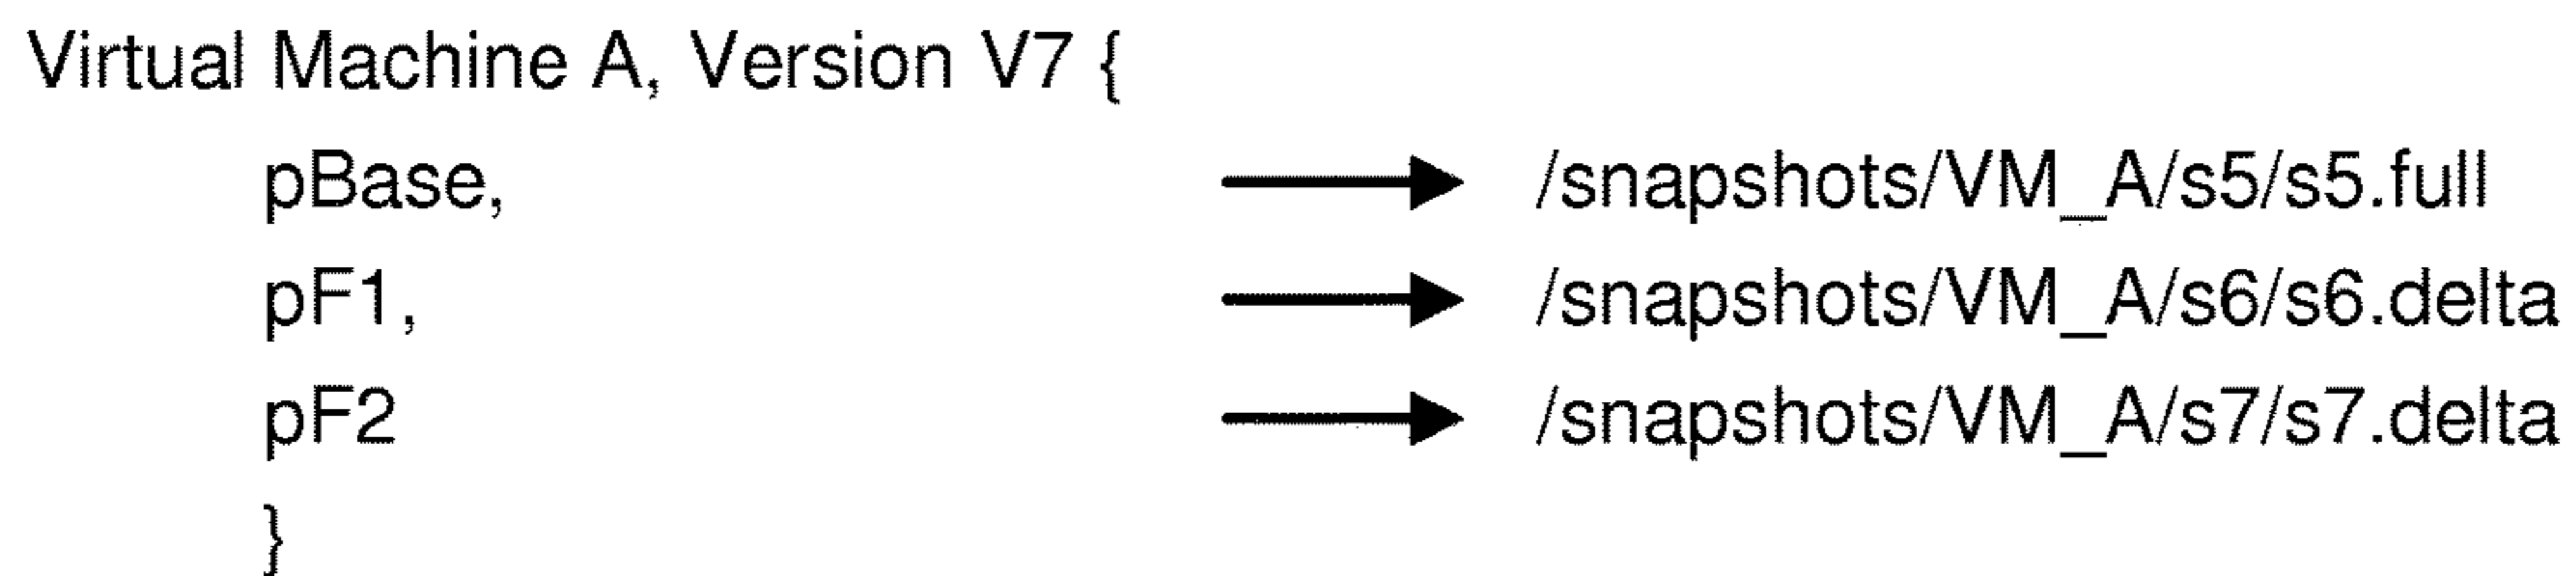 Virtual Machine A, Version V7 {
pBase, /snapshots/VM_A/s5/s5.full
pF1, /snapshots/VM_A/s6/s6.delta
pF2 /snapshots/VM_A/s7/s7.delta
}